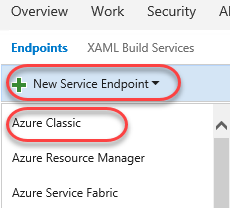 Overview Work Security
Endpoints XAML Build Services
New Service Endpoint
Azure Classic
Azure Resource Manager
Azure Service Fabric